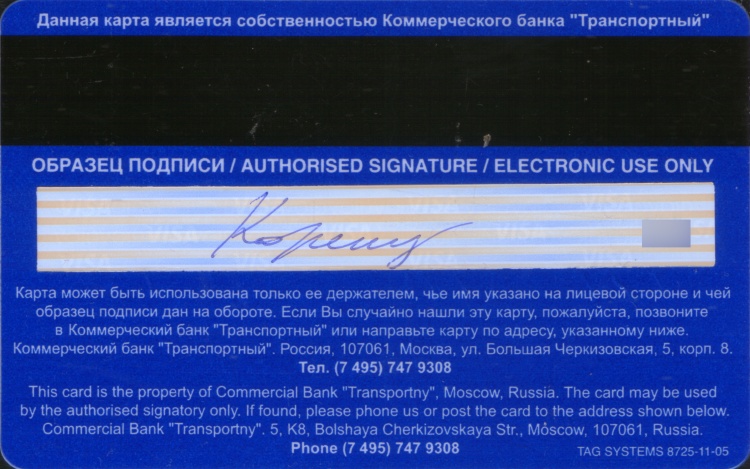 Данная карта является собственностью Коммерческого банка "Транспортный"
ОБРАЗЕЦ ПОДПИСИ / AUTHORISED SIGNATURE / ELECTRONIC USE ONLY
Карта может быть использована только ее держателем, чье имя указано на лицевой стороне и чей
образец подписи дан на обороте. Если Вы случайно нашли эту карту, пожалуйста, позвоните
в Коммерческий банк "Транспортный" или направьте карту по адресу, указанному ниже.
Коммерческий банк "Транспортный". Россия, 107061, Москва, ул. Большая Черкизовская, 5, корп. 8.
Тел. (7 495) 747 9308
This card is the property of Commercial Bank "Transportny", Moscow, Russia. The card may be used
by the authorised signatory only. If found, please phone us or post the card to the address shown below.
Commercial Bank "Transportny". 5, K8, Bolshaya Cherkizovskaya Str., Moscow, 107061, Russia.
Phone (7 495) 747 9308
TAG SYSTEMS 8725-11-05